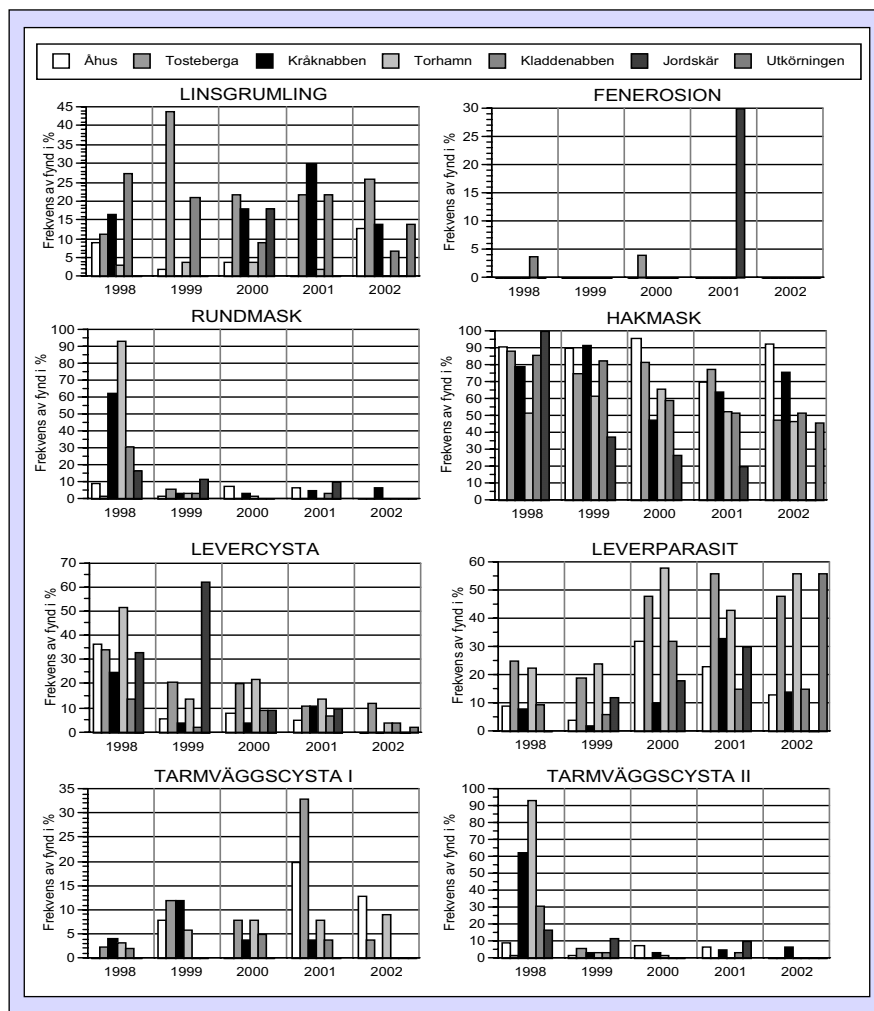 Åhus Tosteberga Kråknabben Torhamn Kladdenabben Jordskär Utkörningen
LINSGRUMLING
Frekvens av fynd i %
45
40
35
30
25
20
15
10
5
0
1998 1999 2000 2001 2002
FENEROSION
Frekvens av fynd i %
30
25
20
15
10
5
0
1998 1999 2000 2001 2002
RUNDMASK
Frekvens av fynd i %
100
90
80
70
60
50
40
30
20
10
0
1998 1999 2000 2001 2002
HAKMASK
Frekvens av fynd i %
100
90
80
70
60
50
40
30
20
10
0
1998 1999 2000 2001 2002
LEVERCYSTA
Frekvens av fynd i %
70
60
50
40
30
20
10
0
1998 1999 2000 2001 2002
LEVERPARASIT
Frekvens av fynd i %
60
50
40
30
20
10
0
1998 1999 2000 2001 2002
TARMVÄGGSCYSTA I
Frekvens av fynd i %
35
30
25
20
15
10
5
0
1998 1999 2000 2001 2002
TARMVÄGGSCYSTA II
Frekvens av fynd i %
100
90
80
70
60
50
40
30
20
10
0
1998 1999 2000 2001 2002